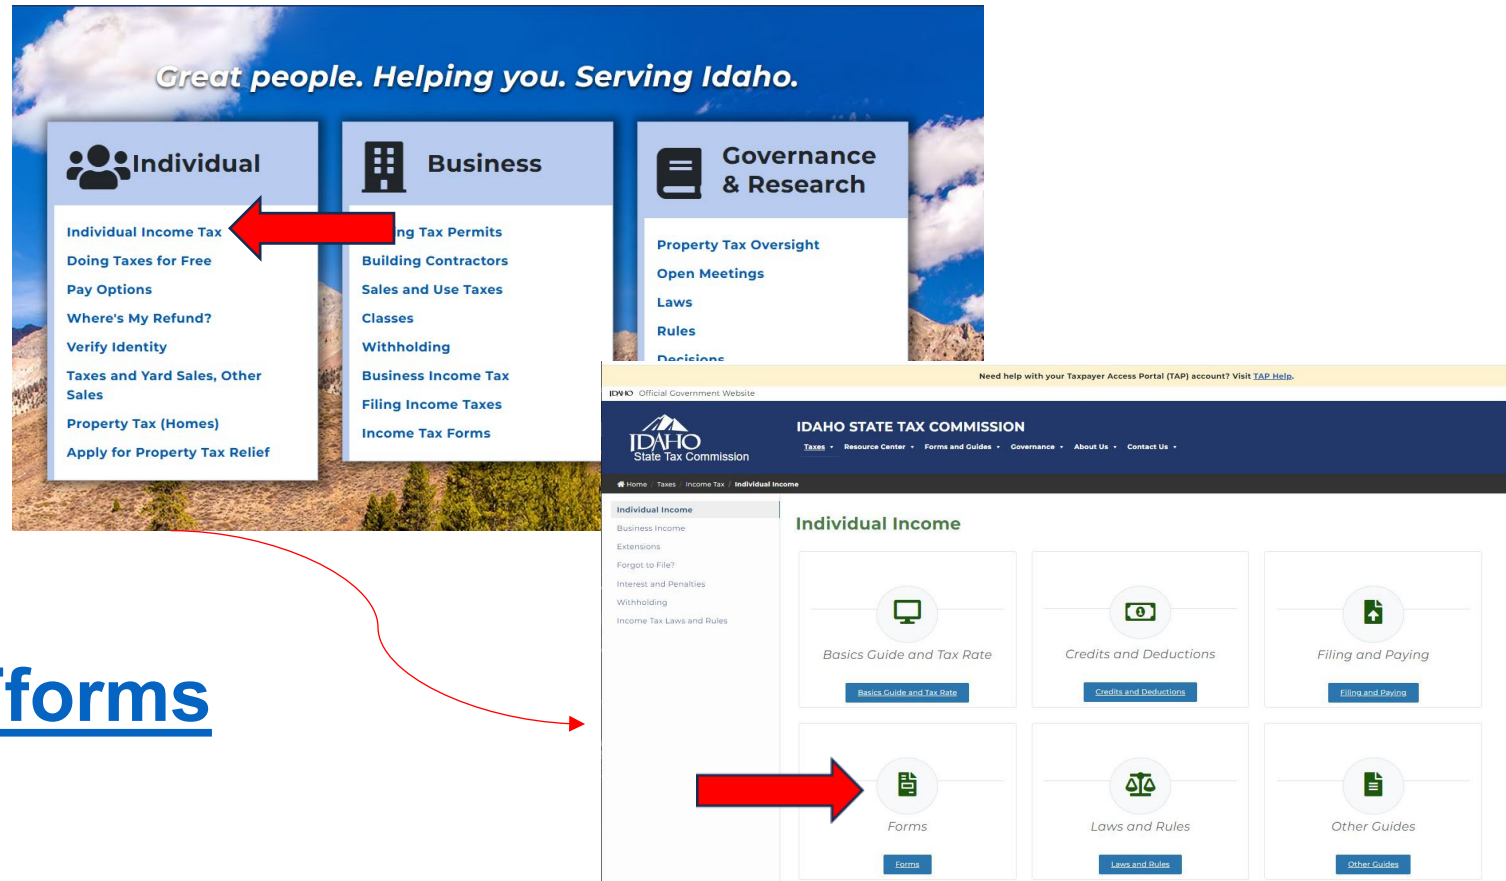 Great people. Helping you. Serving Idaho.
Individual
Individual Income Tax
Doing Taxes for Free
Pay Options
Where's My Refund?
Verify Identity
Taxes and Yard Sales, Other
Sales
Property Tax (Homes)
Apply for Property Tax Relief
Business
ng Tax Permits
Building Contractors
Sales and Use Taxes
Classes
Withholding
Business Income Tax
Filing Income Taxes
Income Tax Forms
Governance
& Research
Property Tax Oversight
Open Meetings
Laws
Rules
Decisions
Need help with your Taxpayer Access Portal (TAP) account? Visit TAP Help.
IDAHO Official Government Website
IDAHO
State Tax Commission
IDAHO STATE TAX COMMISSION
Taxes Resource Center Forms and Guides Governance About Us Contact Us
Home / Taxes / Income Tax / Individual Income
Individual Income
Business Income
Extensions
Forgot to File?
Interest and Penalties
Withholding
Income Tax Laws and Rules
Individual Income
Basics Guide and Tax Rate
Basics Guide and Tax Rate
Credits and Deductions
Credits and Deductions
Filing and Paying
Filing and Paying
Forms
Forms
Laws and Rules
Laws and Rules
Other Guides
Other Guides
forms